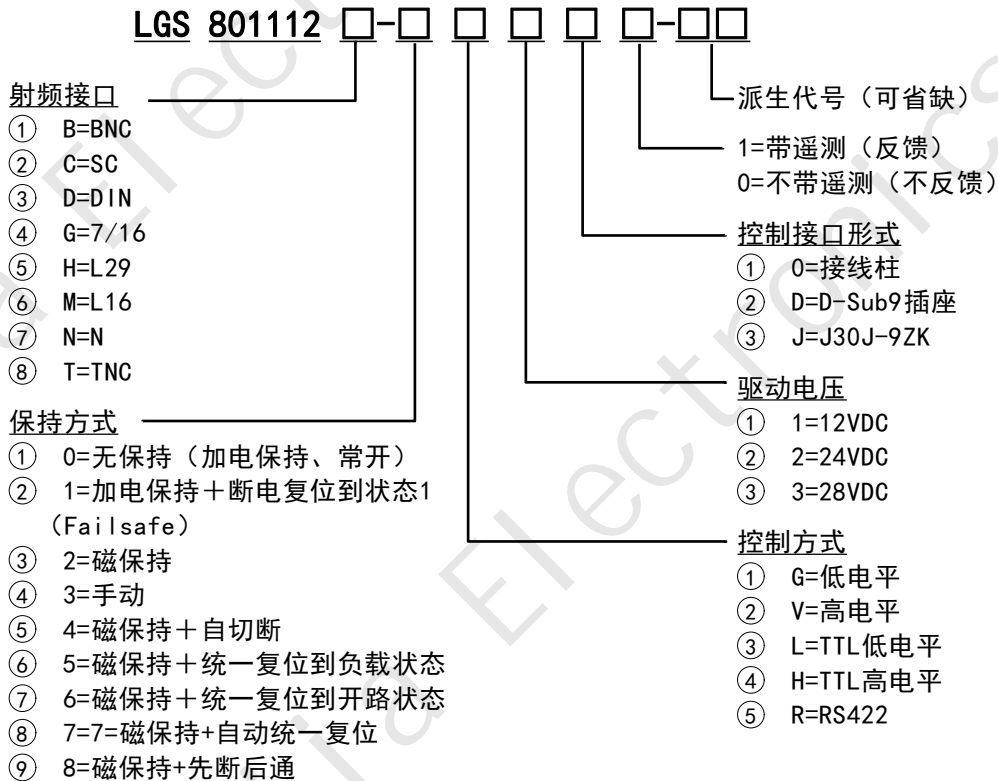 LGS 801112 □-□ □ □ □ □-□□
射频接口
① B=BNC
② C=SC
③ D=DIN
④ G=7/16
⑤ H=L29
⑥ M=L16
⑦ N=N
⑧ T=TNC
保持方式
① 0=无保持（加电保持、常开）
② 1=加电保持＋断电复位到状态1
（Failsafe）
③ 2=磁保持
④ 3=手动
⑤ 4=磁保持＋自切断
⑥ 5=磁保持＋统一复位到负载状态
⑦ 6=磁保持＋统一复位到开路状态
⑧ 7=7=磁保持+自动统一复位
⑨ 8=磁保持+先断后通
派生代号（可省缺）
1=带遥测（反馈）
0=不带遥测（不反馈）
控制接口形式
① 0=接线柱
② D=D-Sub9插座
③ J=J30J-9ZK
驱动电压
① 1=12VDC
② 2=24VDC
③ 3=28VDC
控制方式
① G=低电平
② V=高电平
③ L=TTL低电平
④ H=TTL高电平
⑤ R=RS422